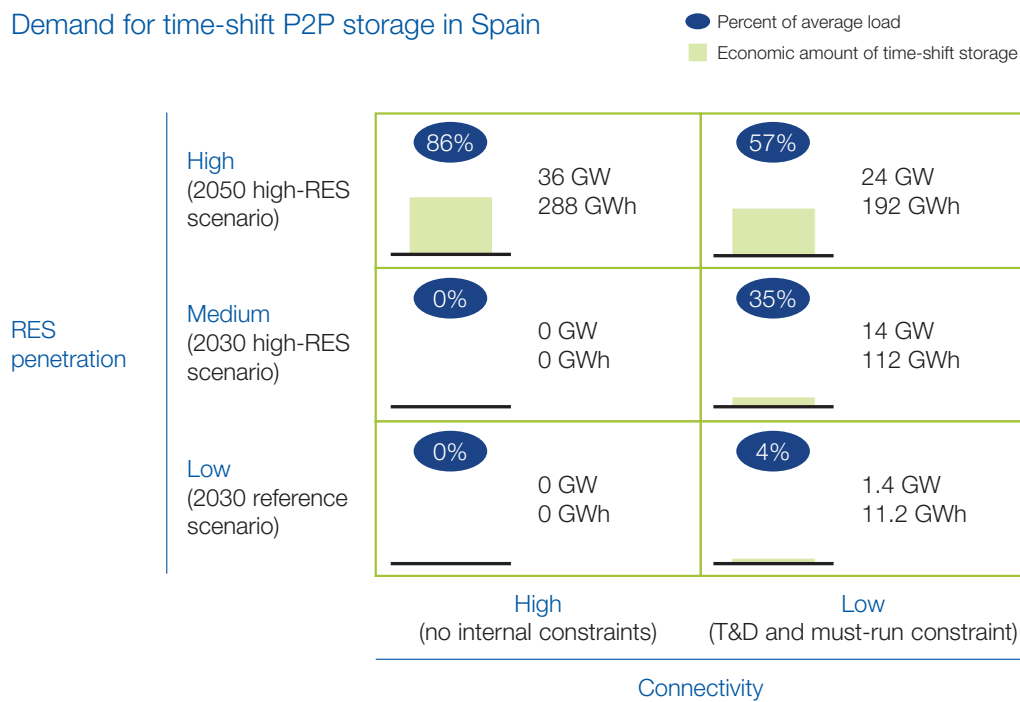 Demand for time-shift P2P storage in Spain
Percent of average load
Economic amount of time-shift storage
RES
penetration
High
(2050 high-RES
scenario)
86%
36 GW
288 GWh
57%
24 GW
192 GWh
Medium
(2030 high-RES
scenario)
0%
0 GW
0 GWh
35%
14 GW
112 GWh
Low
(2030 reference
scenario)
0%
0 GW
0 GWh
4%
1.4 GW
11.2 GWh
High
(no internal constraints)
Low
(T&D and must-run constraint)
Connectivity